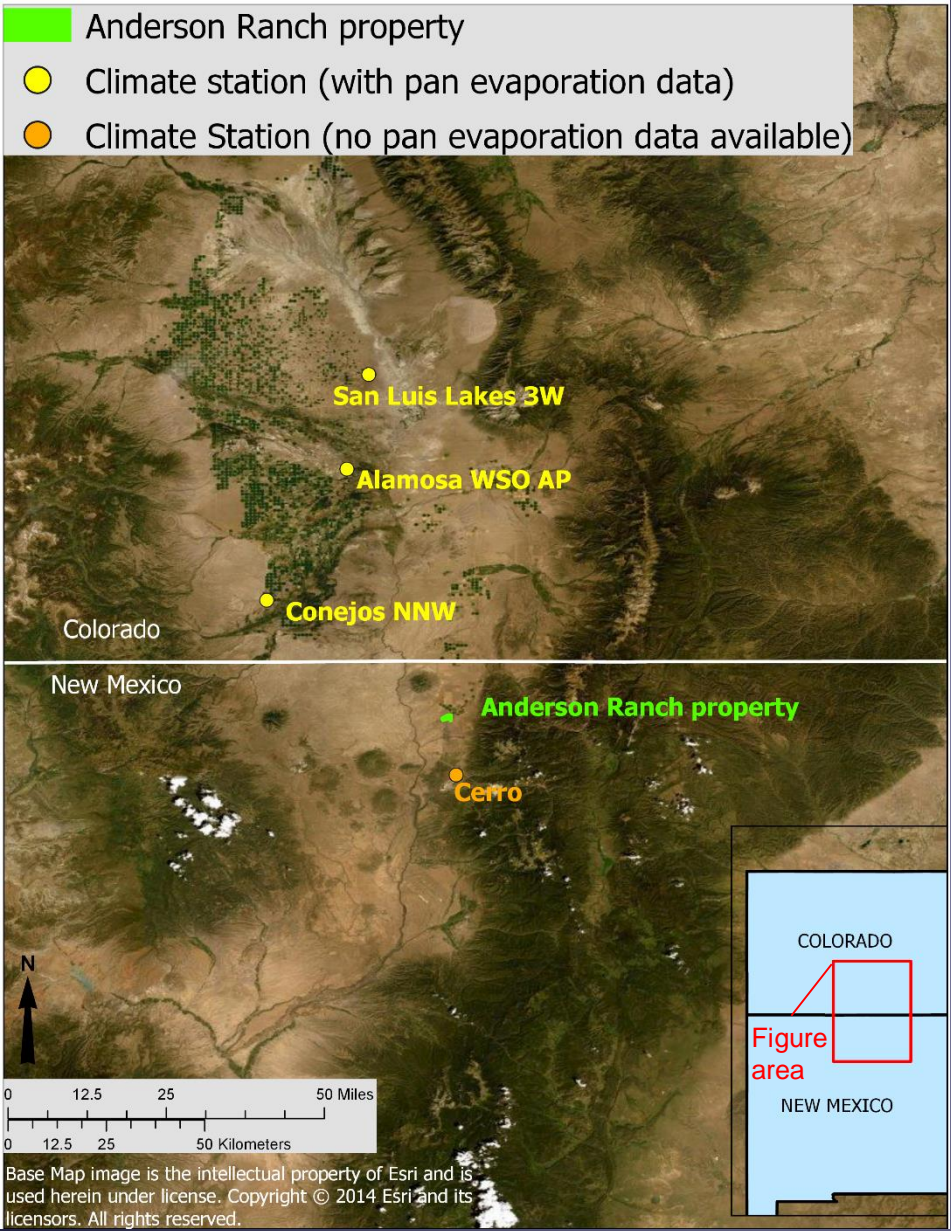 Anderson Ranch property
Climate station (with pan evaporation data)
Climate Station (no pan evaporation data available)
San Luis Lakes 3W
Alamosa WSO AP
Conejos NNW
Colorado
New Mexico
Anderson Ranch property
Cerro
COLORADO
Figure
area
NEW MEXICO
N
0 12.5 25 50 Miles
0 12.5 25 50 Kilometers
Base Map image is the intellectual property of Esri and is
used herein under license. Copyright © 2014 Esri and its
licensors. All rights reserved.